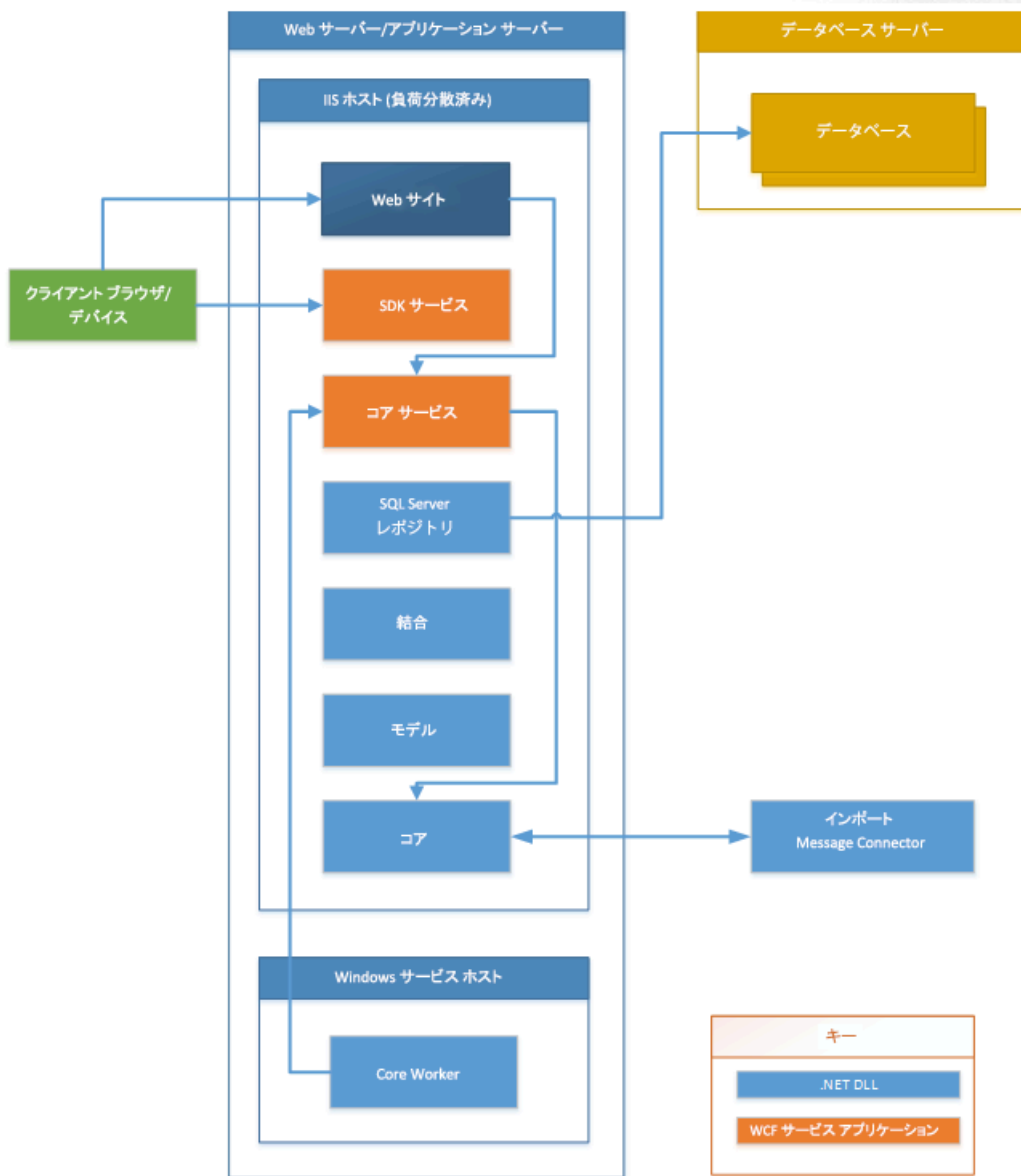 Web サーバー/アプリケーション サーバー
データベース サーバー
IIS ホスト (負荷分散済み)
データベース
Web サイト
クライアント ブラウザ/
デバイス
SDK サービス
コア サービス
SQL Server
レポジトリ
結合
モデル
コア
インポート
Message Connector
Windows サービス ホスト
Core Worker
キー
.NET DLL
WCF サービス アプリケーション